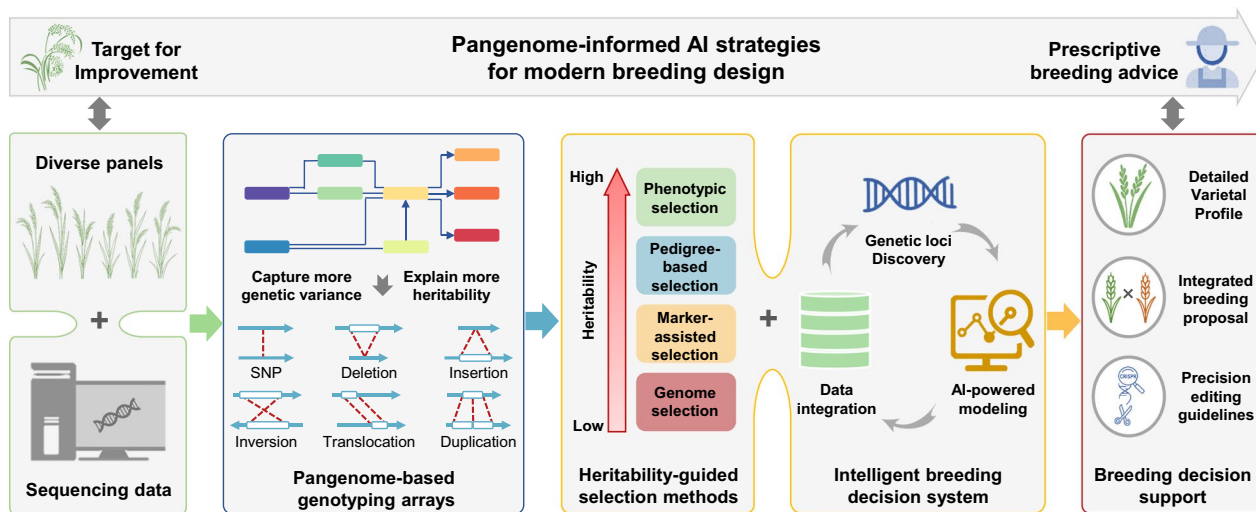 Target for
Improvement
Pangenome-informed AI strategies
for modern breeding design
Prescriptive
breeding advice
Diverse panels
+
Sequencing data
Capture more
genetic variance
Explain more
heritability
SNP
Deletion
Insertion
Inversion
Translocation
Duplication
Pangenome-based
genotyping arrays
High
Heritability
Low
Phenotypic
selection
Pedigree-
based selection
Marker-
assisted selection
Genome
selection
Heritability-guided
selection methods
+
Genetic loci
Discovery
Data
integration
AI-powered
modeling
Intelligent breeding
decision system
Detailed
Varietal
Profile
×
Integrated
breeding
proposal
CRISPR
Precision
editing
guidelines
Breeding decision
support